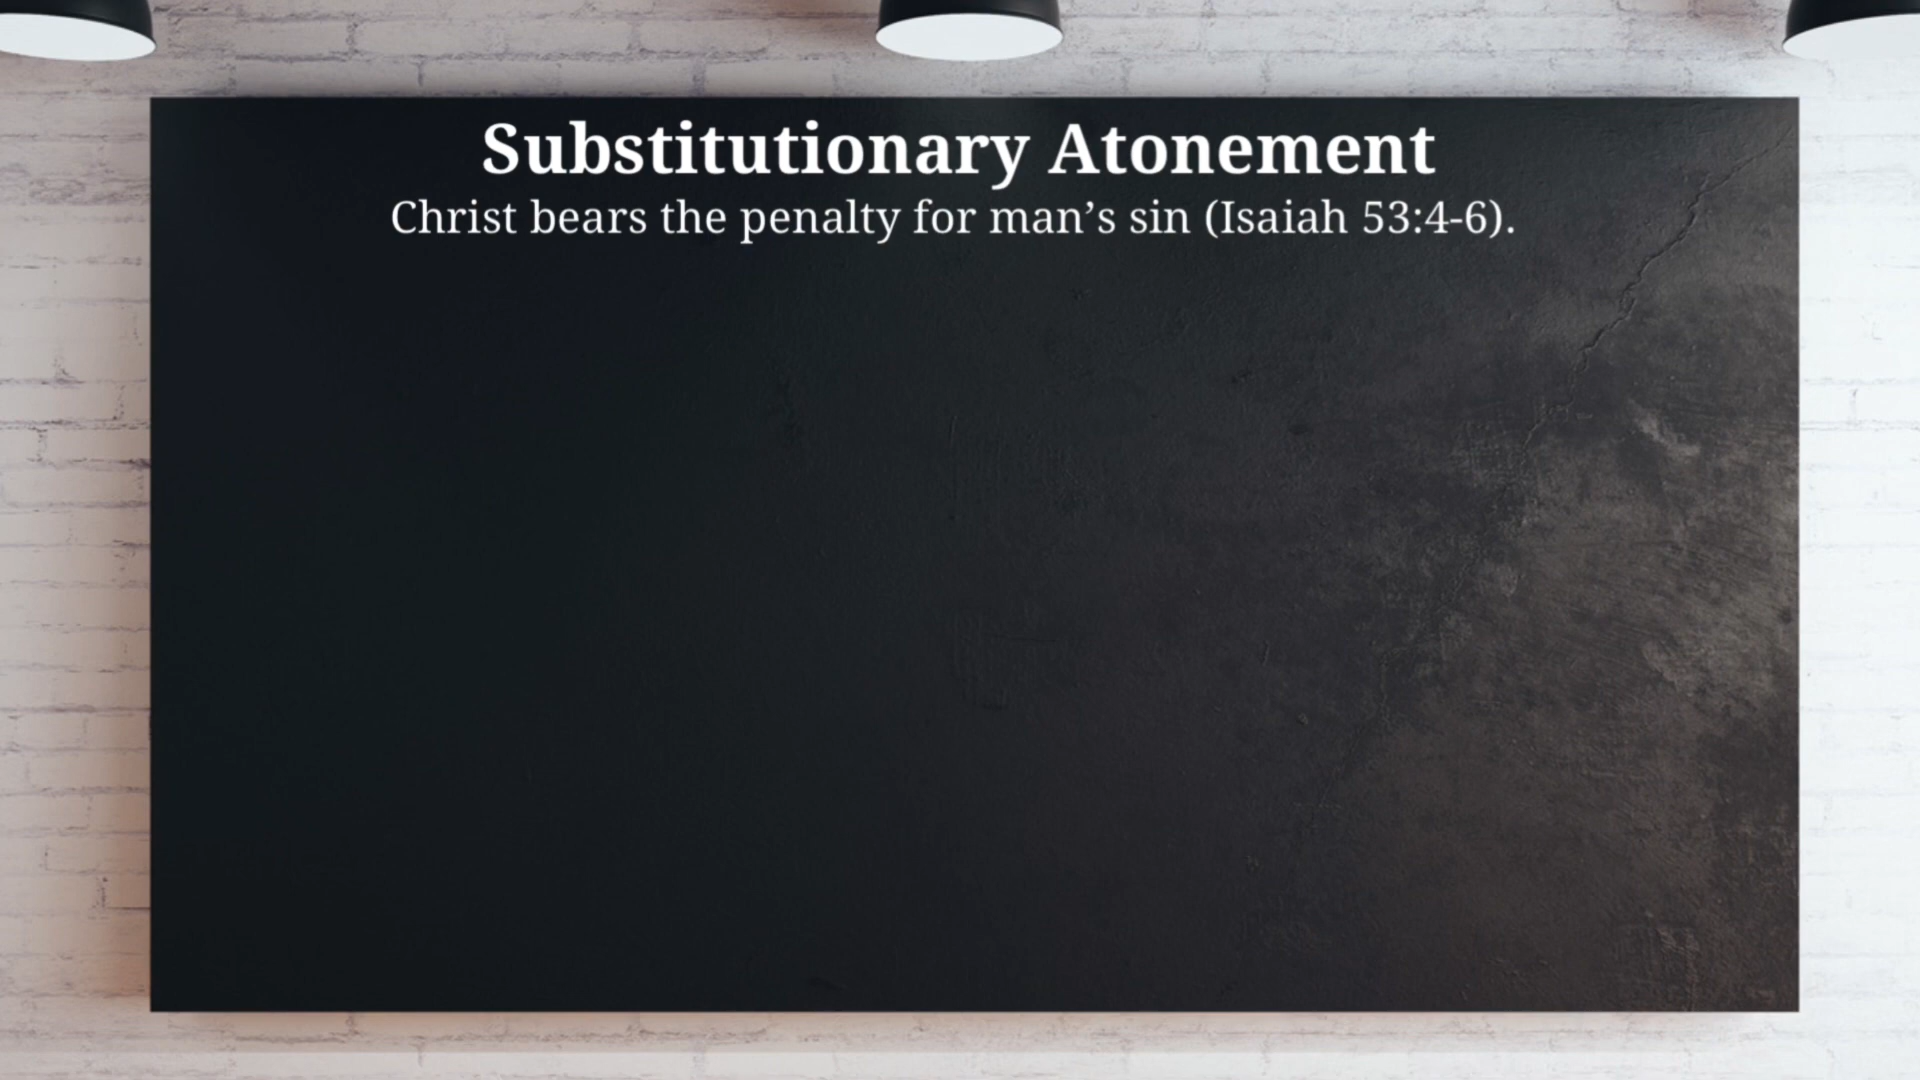 Substitutionary Atonement
Christ bears the penalty for man’s sin (Isaiah 53:4-6).